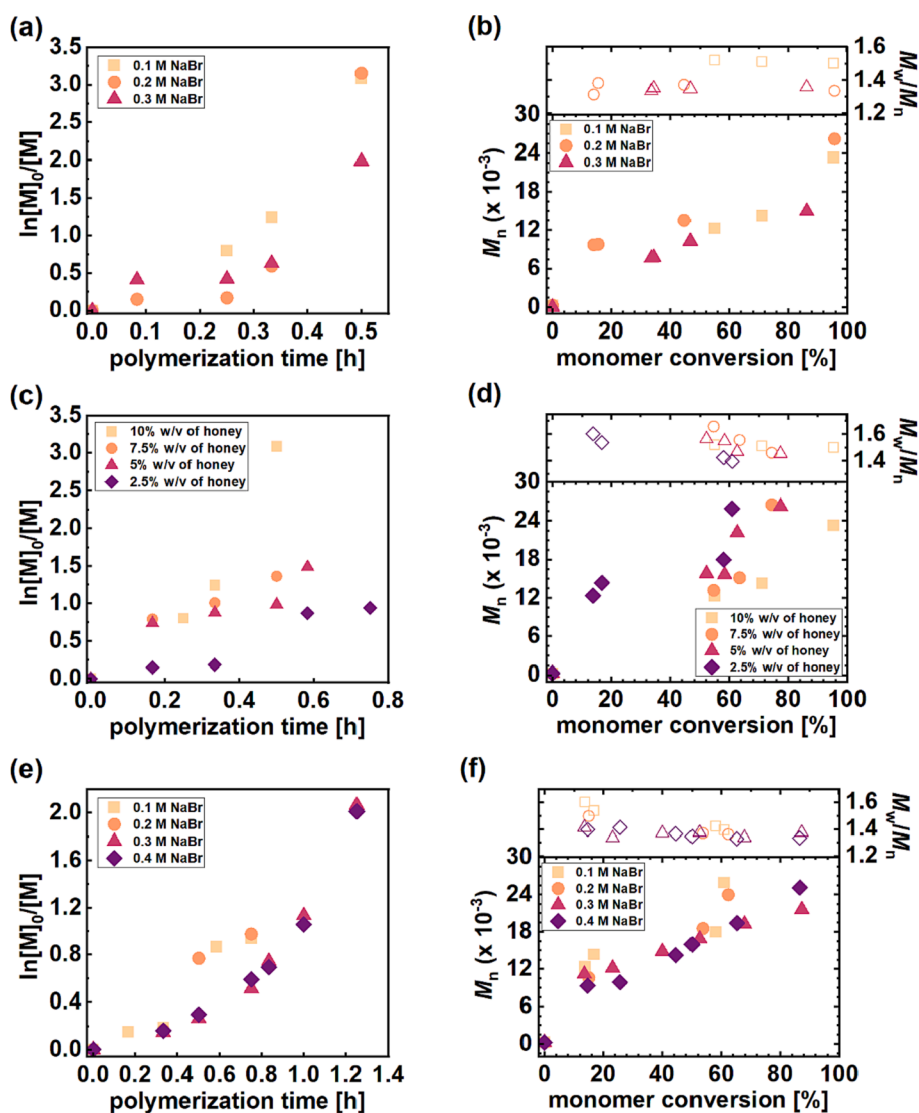 (a)
3.5
3.0
2.5
2.0
1.5
1.0
0.5
0.0
ln[M]₀/[M]
0.1 M NaBr
0.2 M NaBr
0.3 M NaBr
0.0 0.1 0.2 0.3 0.4 0.5
polymerization time [h]
(b)
1.6
1.4
1.2
Mw/Mn
30
24
18
12
6
0
Mn (x 10⁻³)
0.1 M NaBr
0.2 M NaBr
0.3 M NaBr
0 20 40 60 80 100
monomer conversion [%]
(c)
3.5
3.0
2.5
2.0
1.5
1.0
0.5
0.0
ln[M]₀/[M]
10% w/v of honey
7.5% w/v of honey
5% w/v of honey
2.5% w/v of honey
0.0 0.2 0.4 0.6 0.8
polymerization time [h]
(d)
1.6
1.4
Mw/Mn
30
24
18
12
6
0
Mn (x 10⁻³)
10% w/v of honey
7.5% w/v of honey
5% w/v of honey
2.5% w/v of honey
0 20 40 60 80 100
monomer conversion [%]
(e)
2.0
1.6
1.2
0.8
0.4
0.0
ln[M]₀/[M]
0.1 M NaBr
0.2 M NaBr
0.3 M NaBr
0.4 M NaBr
0.0 0.2 0.4 0.6 0.8 1.0 1.2 1.4
polymerization time [h]
(f)
1.6
1.4
1.2
Mw/Mn
30
24
18
12
6
0
Mn (x 10⁻³)
0.1 M NaBr
0.2 M NaBr
0.3 M NaBr
0.4 M NaBr
0 20 40 60 80 100
monomer conversion [%]